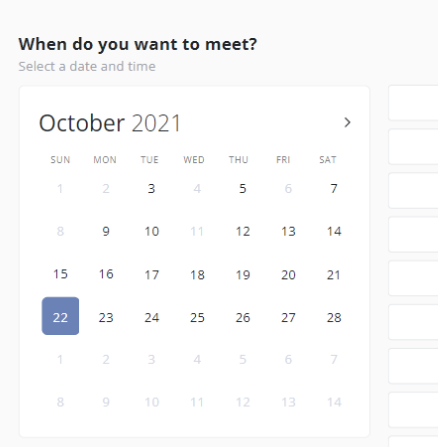 When do you want to meet?
Select a date and time
October 2021
SUN MON TUE WED THU FRI SAT
1 2 3 4 5 6 7
8 9 10 11 12 13 14
15 16 17 18 19 20 21
22 23 24 25 26 27 28
1 2 3 4 5 6 7
8 9 10 11 12 13 14